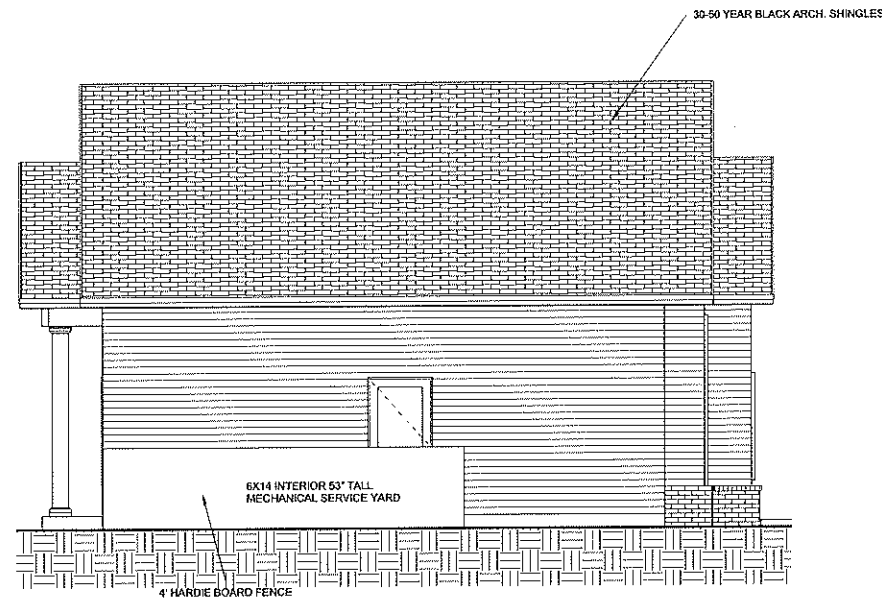 30-50 YEAR BLACK ARCH. SHINGLES
6X14 INTERIOR 53" TALL
MECHANICAL SERVICE YARD
4' HARDIE BOARD FENCE